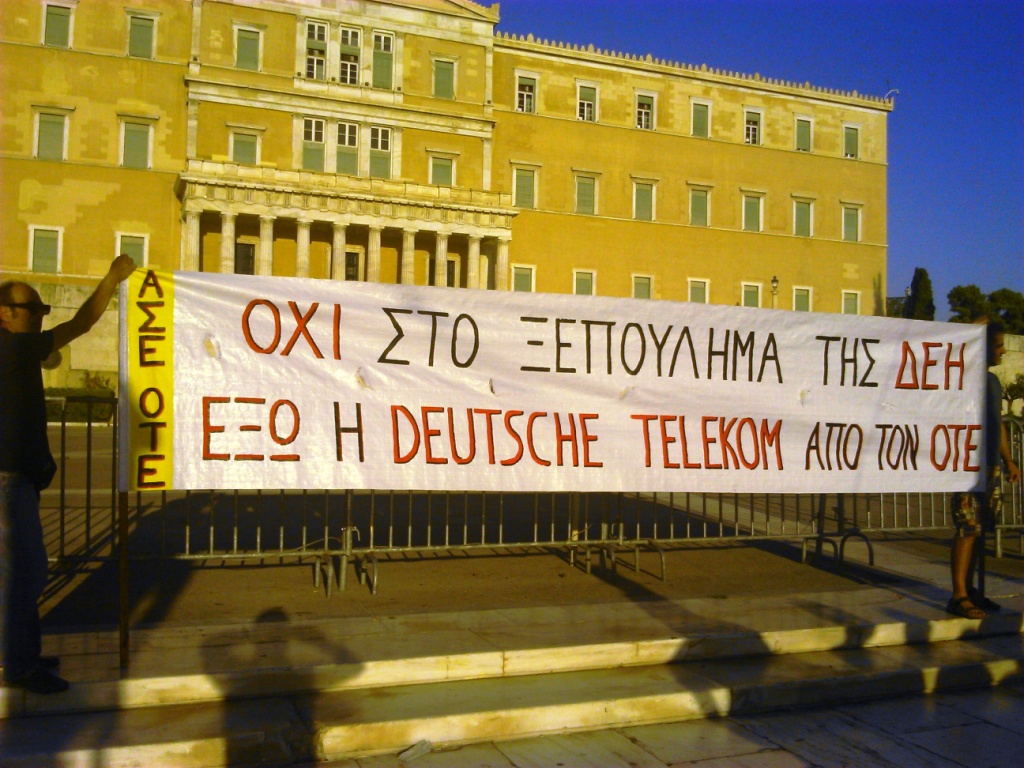 ΑΣΕ ΟΤΕ
ΟΧΙ ΣΤΟ ΞΕΠΟΥΛΗΜΑ ΤΗΣ ΔΕΗ
ΕΞΩ Η DEUTSCHE TELEKOM ΑΠΟ ΤΟΝ ΟΤΕ